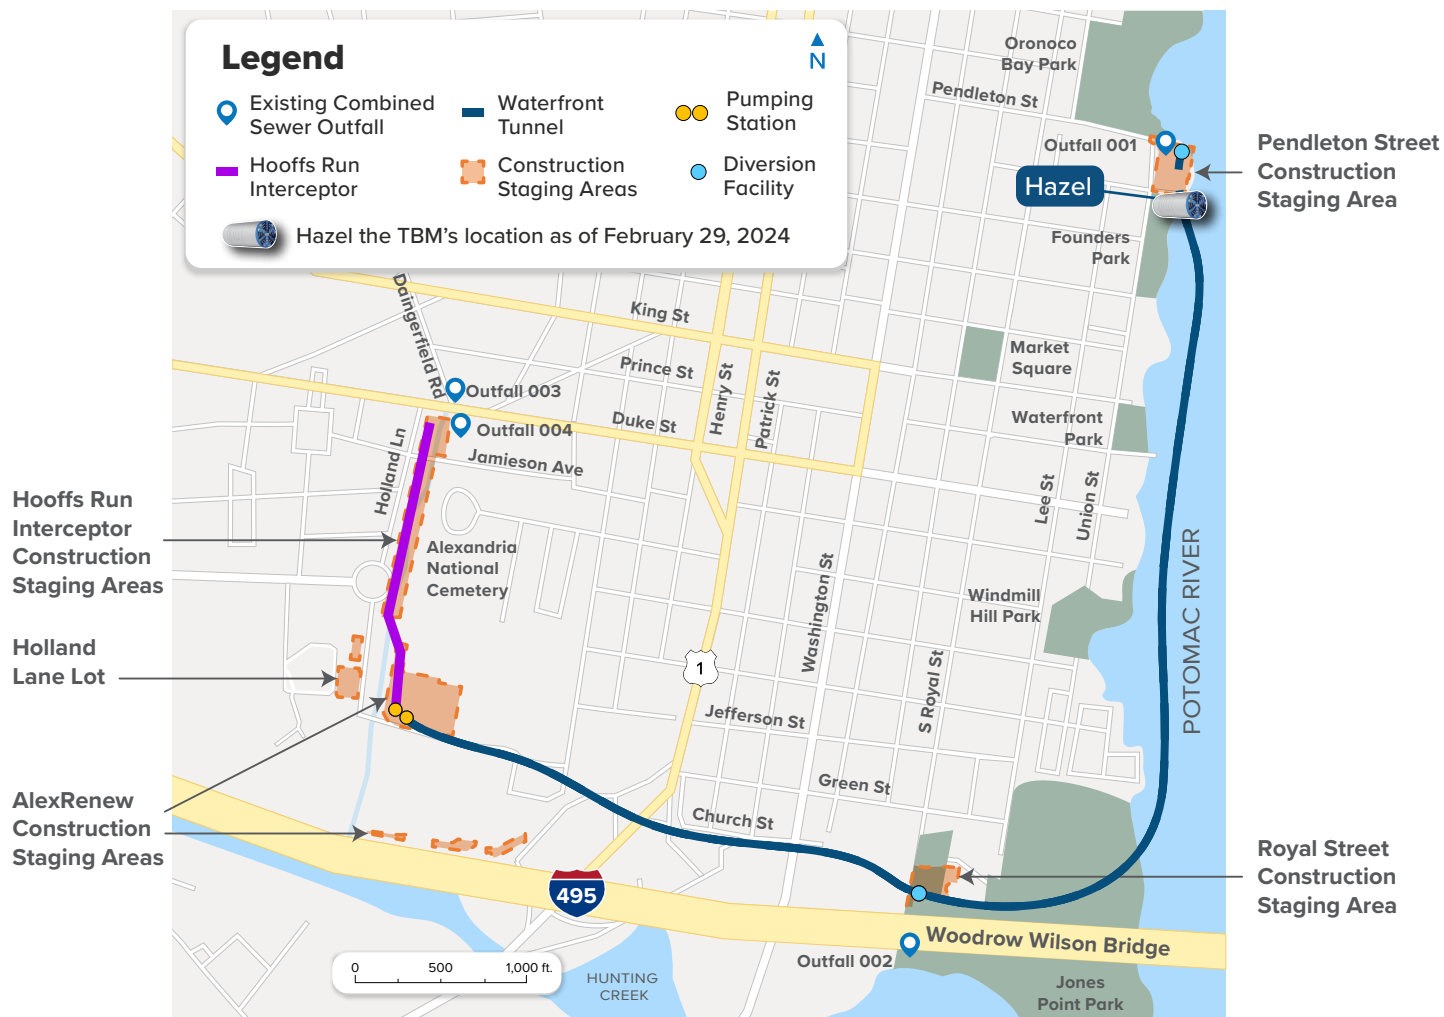 Legend
N
Existing Combined
Sewer Outfall
Waterfront
Tunnel
Pumping
Station
Hooffs Run
Interceptor
Construction
Staging Areas
Diversion
Facility
Hazel the TBM's location as of February 29, 2024
Oronoco
Bay Park
Pendleton St
Outfall 001
Pendleton Street
Construction
Staging Area
Hazel
Founders
Park
Daingerfield Rd
King St
Prince St
Henry St
Patrick St
Market
Square
Outfall 003
Outfall 004
Duke St
Waterfront
Park
Holland Ln
Jamieson Ave
Lee St
Union St
Hooffs Run
Interceptor
Construction
Staging Areas
Alexandria
National
Cemetery
Washington St
Windmill
Hill Park
POTOMAC RIVER
Holland
Lane Lot
1
S Royal St
Jefferson St
Green St
Church St
AlexRenew
Construction
Staging Areas
Royal Street
Construction
Staging Area
495
Woodrow Wilson Bridge
Outfall 002
0 500 1,000 ft.
HUNTING
CREEK
Jones
Point Park